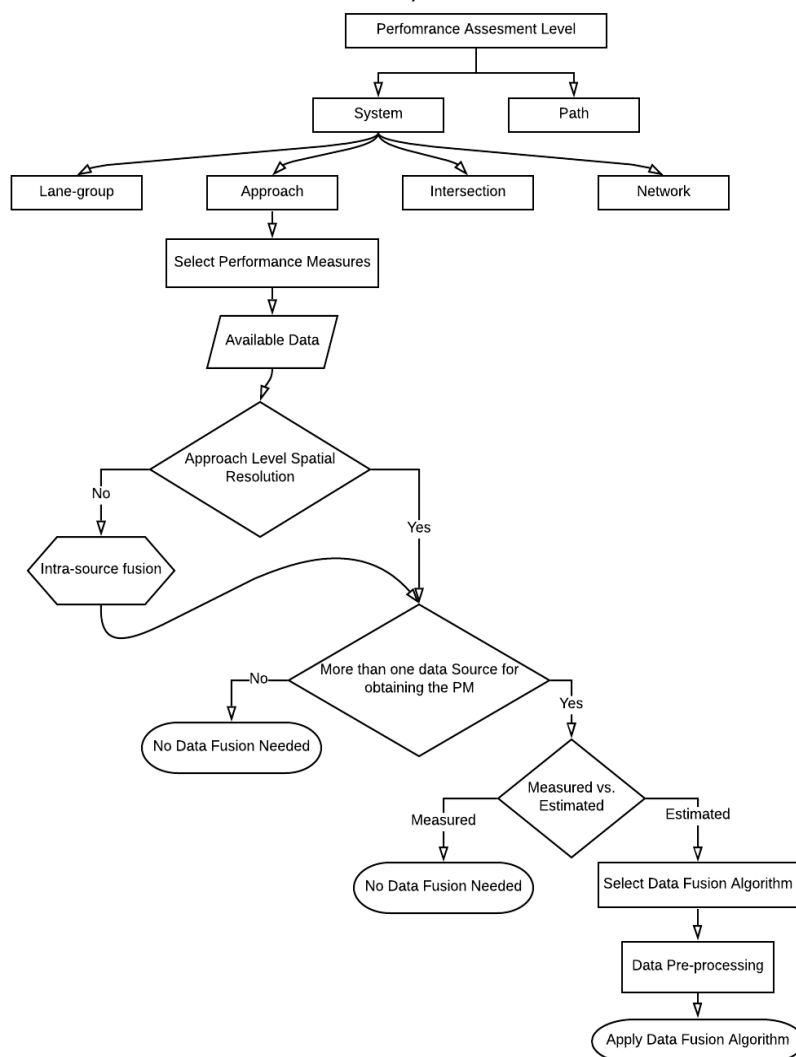 Perfomrance Assesment Level
System
Path
Lane-group
Approach
Intersection
Network
Select Performance Measures
Available Data
Approach Level Spatial
Resolution
No
Yes
Intra-source fusion
More than one data Source for
obtaining the PM
No
Yes
No Data Fusion Needed
Measured vs.
Estimated
Measured
Estimated
No Data Fusion Needed
Select Data Fusion Algorithm
Data Pre-processing
Apply Data Fusion Algorithm